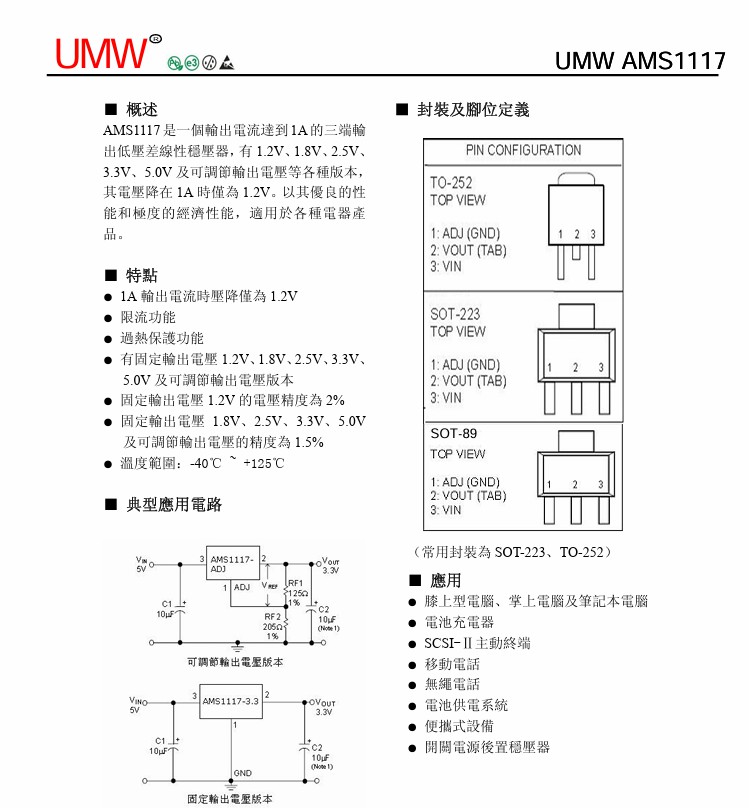 UMW®
UMW AMS1117
■ 概述
AMS1117 是一個輸出電流達到 1A 的三端輸
出低壓差線性穩壓器，有 1.2V、1.8V、2.5V、
3.3V、5.0V 及可調節輸出電壓等各種版本，
其電壓降在 1A 時僅為 1.2V。以其優良的性
能和極度的經濟性能，適用於各種電器產
品。
■ 特點
● 1A 輸出電流時壓降僅為 1.2V
● 限流功能
● 過熱保護功能
● 有固定輸出電壓 1.2V、1.8V、2.5V、3.3V、
5.0V 及可調節輸出電壓版本
● 固定輸出電壓 1.2V 的電壓精度為 2%
● 固定輸出電壓 1.8V、2.5V、3.3V、5.0V
及可調節輸出電壓的精度為 1.5%
● 溫度範圍：-40℃ ~ +125℃
■ 典型應用電路
VIN
5V
3
AMS1117-
ADJ
2
VOUT
3.3V
1
ADJ
VREF
RF1
125Ω
1%
C1
10μF
+
RF2
205Ω
1%
+
C2
10μF
(Note1)
可調節輸出電壓版本
VIN
5V
3
AMS1117-3.3
2
VOUT
3.3V
1
C1
10μF
+
+
C2
10μF
(Note1)
GND
固定輸出電壓版本
■ 封裝及腳位定義
PIN CONFIGURATION
TO-252
TOP VIEW
1: ADJ (GND)
2: VOUT (TAB)
3: VIN
1 2 3
SOT-223
TOP VIEW
1: ADJ (GND)
2: VOUT (TAB)
3: VIN
1 2 3
SOT-89
TOP VIEW
1: ADJ (GND)
2: VOUT (TAB)
3: VIN
1 2 3
（常用封裝為 SOT-223、TO-252）
■ 應用
● 膝上型電腦、掌上電腦及筆記本電腦
● 電池充電器
● SCSI-Ⅱ主動終端
● 移動電話
● 無繩電話
● 電池供電系統
● 便攜式設備
● 開關電源後置穩壓器